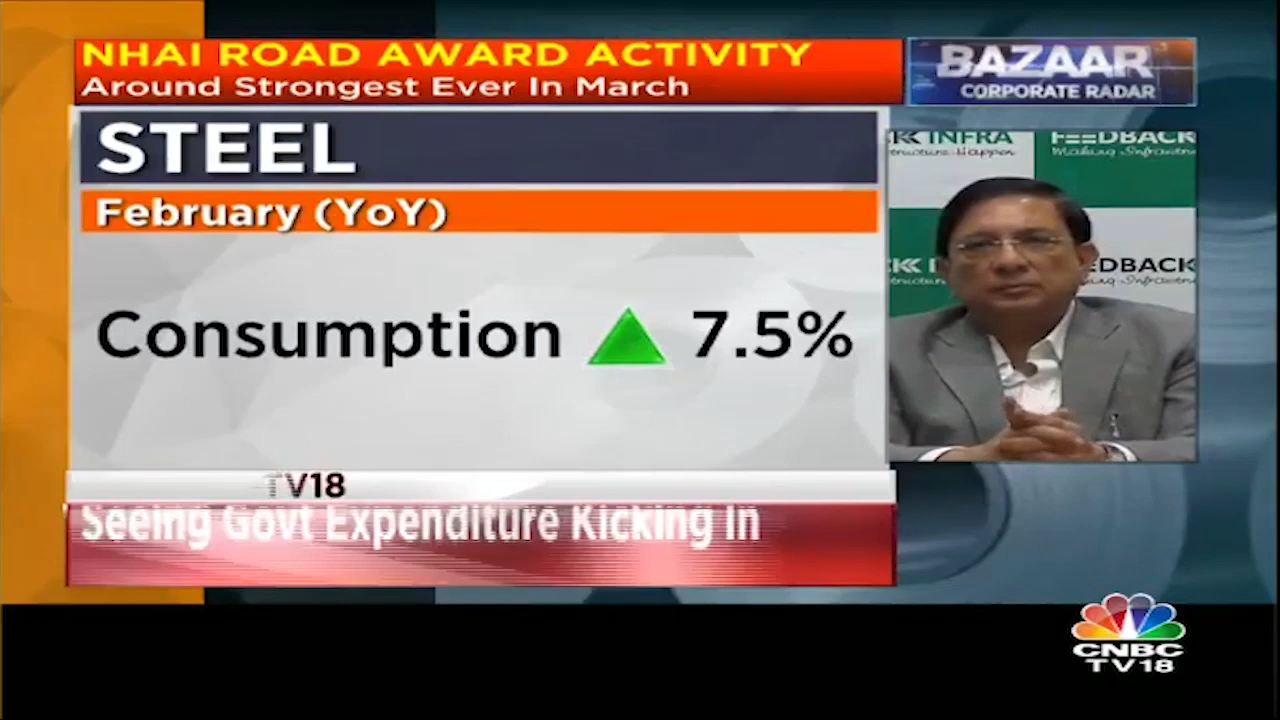 NHAI ROAD AWARD ACTIVITY
Around Strongest Ever In March
BAZAAR
CORPORATE RADAR
STEEL
February (YoY)
Consumption 7.5%
INFRA
FEEDBACK
TV18
Seeing Govt Expenditure Kicking In
CNBC
TV18